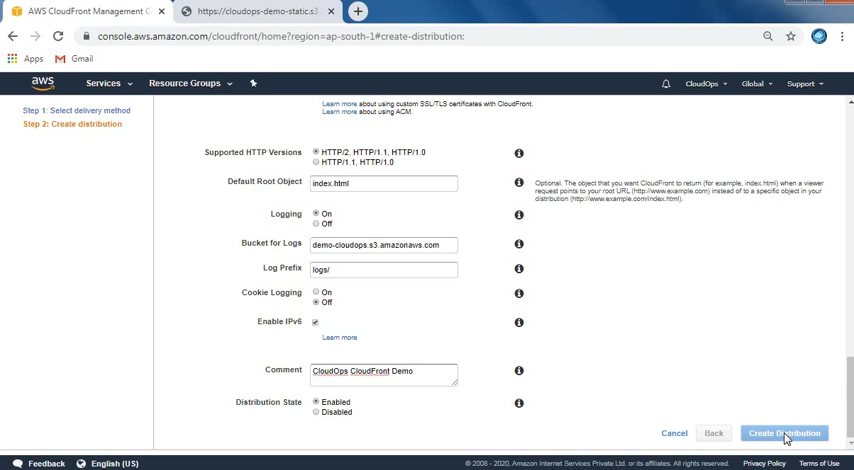 AWS CloudFront Management C
https://cloudops-demo-static.s3.
console.aws.amazon.com/cloudfront/home?region=ap-south-1#create-distribution:
Apps Gmail
aws Services Resource Groups CloudOps Global Support
Step 1: Select delivery method
Step 2: Create distribution
Learn more about using custom SSL/TLS certificates with CloudFront.
Learn more about using ACM.
Supported HTTP Versions HTTP/2, HTTP/1.1, HTTP/1.0
HTTP/1.1, HTTP/1.0
Default Root Object index.html
Optional. The object that you want CloudFront to return (for example, index.html) when a viewer
request points to your root URL (http://www.example.com) instead of to a specific object in your
distribution (http://www.example.com/index.html).
Logging On
Off
Bucket for Logs demo-cloudops.s3.amazonaws.com
Log Prefix logs/
Cookie Logging On
Off
Enable IPv6
Learn more
Comment CloudOps CloudFront Demo
Distribution State Enabled
Disabled
Cancel Back Create Distribution
Feedback English (US) © 2008 - 2020, Amazon Internet Services Private Ltd. or its affiliates. All rights reserved. Privacy Policy Terms of Use